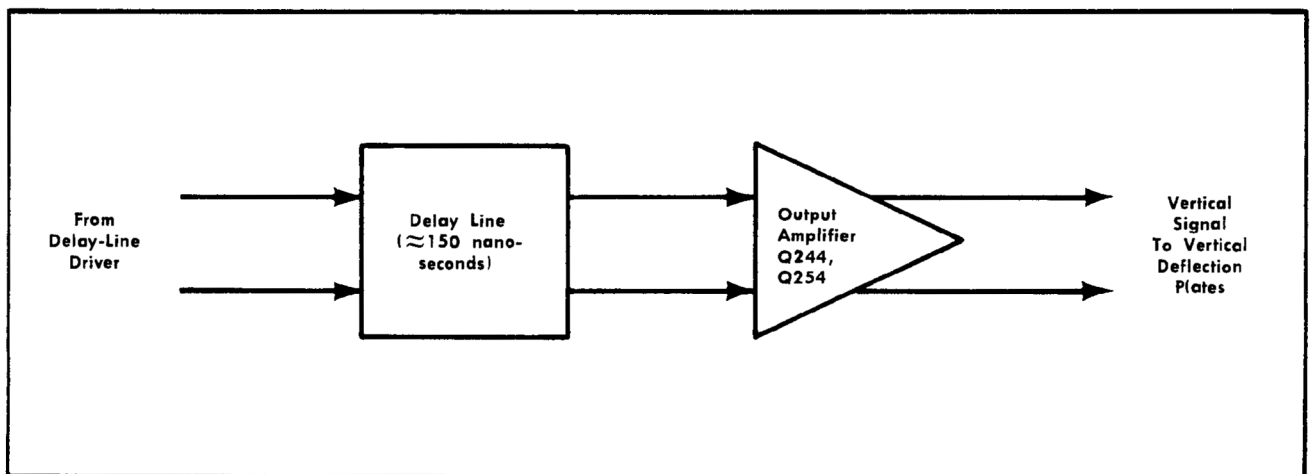 From
Delay-Line
Driver
Delay Line
(≈150 nano-
seconds)
Output
Amplifier
Q244,
Q254
Vertical
Signal
To Vertical
Deflection
Plates